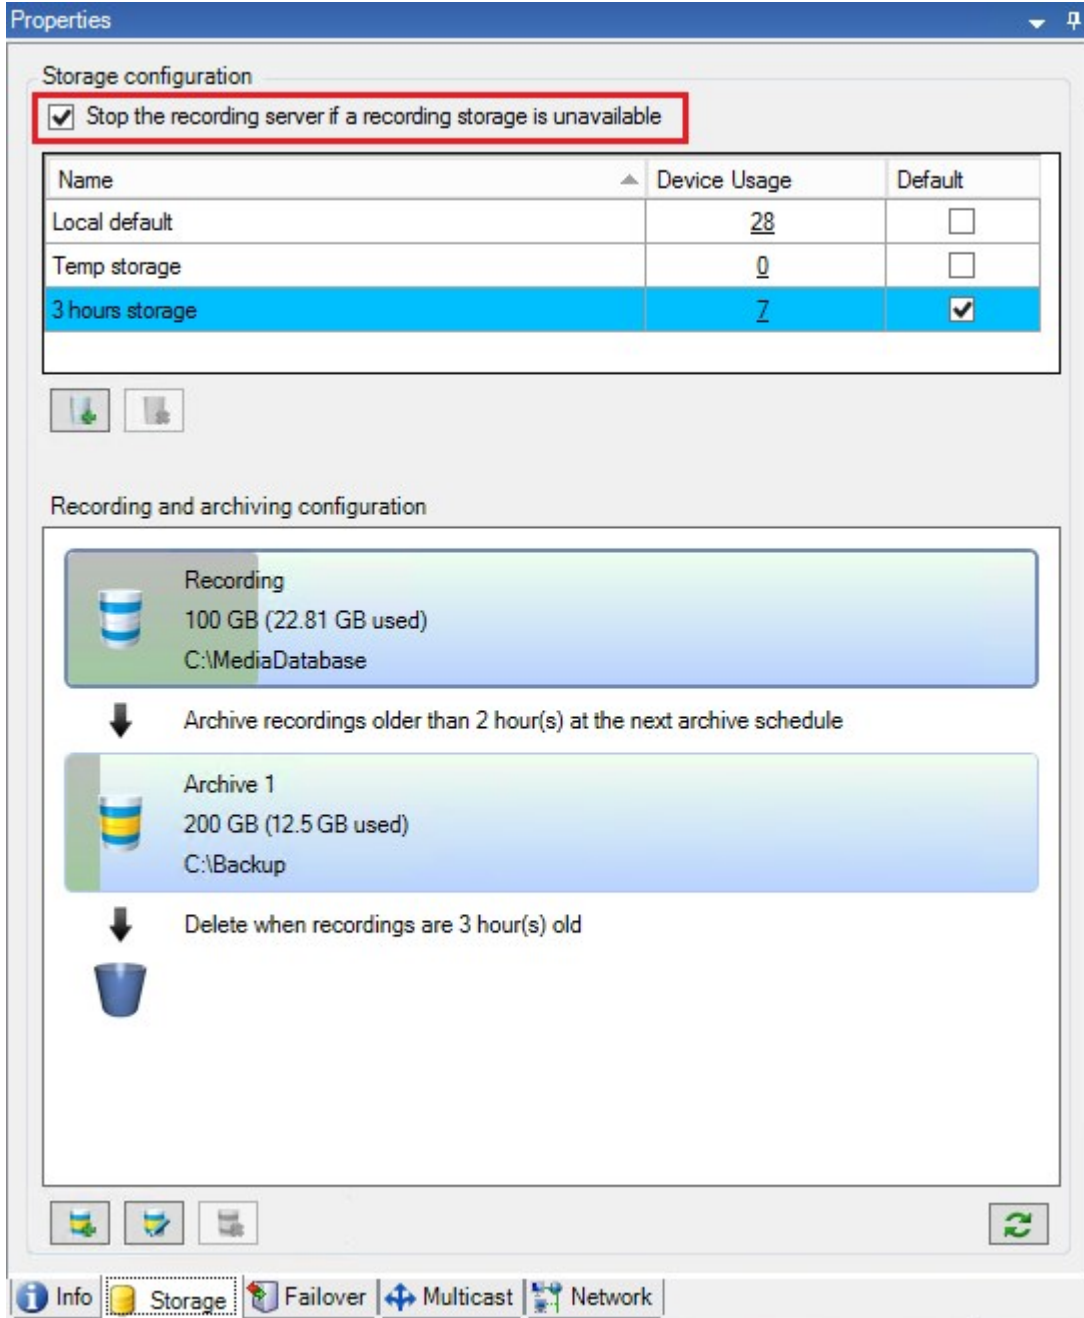 Properties
Storage configuration
Stop the recording server if a recording storage is unavailable
Name Device Usage Default
Local default 28
Temp storage 0
3 hours storage 7
Recording and archiving configuration
Recording
100 GB (22.81 GB used)
C:\MediaDatabase
Archive recordings older than 2 hour(s) at the next archive schedule
Archive 1
200 GB (12.5 GB used)
C:\Backup
Delete when recordings are 3 hour(s) old
Info Storage Failover Multicast Network